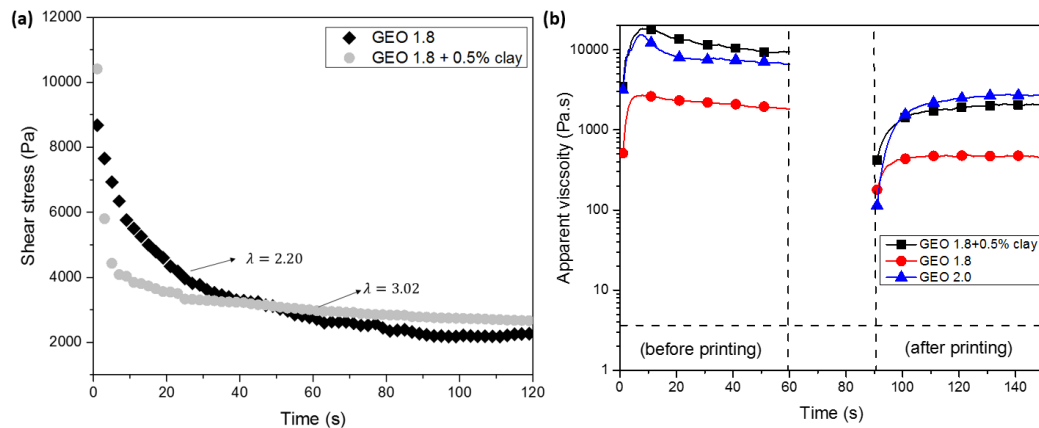 (a)
Shear stress (Pa)
12000
10000
8000
6000
4000
2000
0 20 40 60 80 100 120
Time (s)
GEO 1.8
GEO 1.8 + 0.5% clay
λ = 2.20
λ = 3.02
(b)
Apparent viscsoity (Pa.s)
10000
1000
100
10
1
0 20 40 60 80 100 120 140
Time (s)
GEO 1.8+0.5% clay
GEO 1.8
GEO 2.0
(before printing)
(after printing)